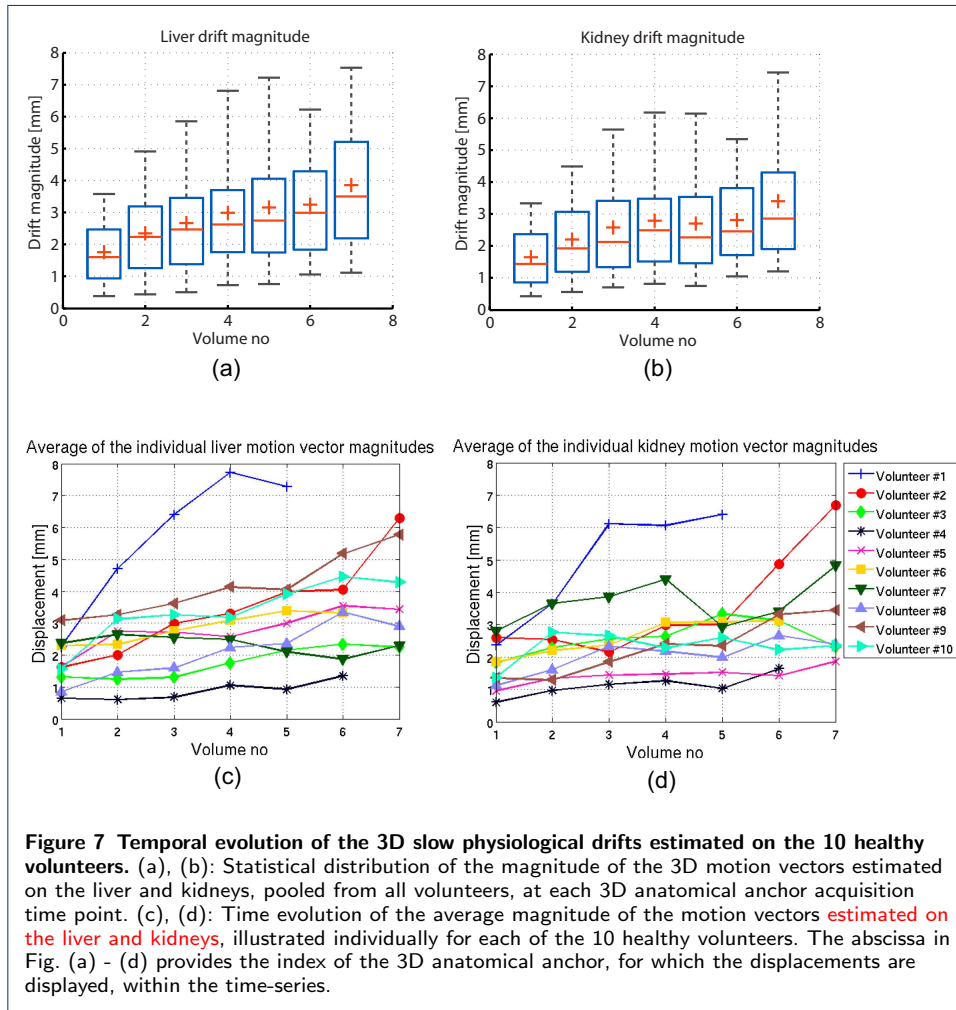 Liver drift magnitude
Drift magnitude [mm]
8
7
6
5
4
3
2
1
0
0 2 4 6 8
Volume no
(a)
Kidney drift magnitude
Drift magnitude [mm]
8
7
6
5
4
3
2
1
0
0 2 4 6 8
Volume no
(b)
Average of the individual liver motion vector magnitudes
Displacement [mm]
8
7
6
5
4
3
2
1
0
1 2 3 4 5 6 7
Volume no
(c)
Average of the individual kidney motion vector magnitudes
Displacement [mm]
8
7
6
5
4
3
2
1
0
1 2 3 4 5 6 7
Volume no
(d)
Volunteer #1
Volunteer #2
Volunteer #3
Volunteer #4
Volunteer #5
Volunteer #6
Volunteer #7
Volunteer #8
Volunteer #9
Volunteer #10
Figure 7 Temporal evolution of the 3D slow physiological drifts estimated on the 10 healthy
volunteers. (a), (b): Statistical distribution of the magnitude of the 3D motion vectors estimated
on the liver and kidneys, pooled from all volunteers, at each 3D anatomical anchor acquisition
time point. (c), (d): Time evolution of the average magnitude of the motion vectors estimated on
the liver and kidneys, illustrated individually for each of the 10 healthy volunteers. The abscissa in
Fig. (a) - (d) provides the index of the 3D anatomical anchor, for which the displacements are
displayed, within the time-series.